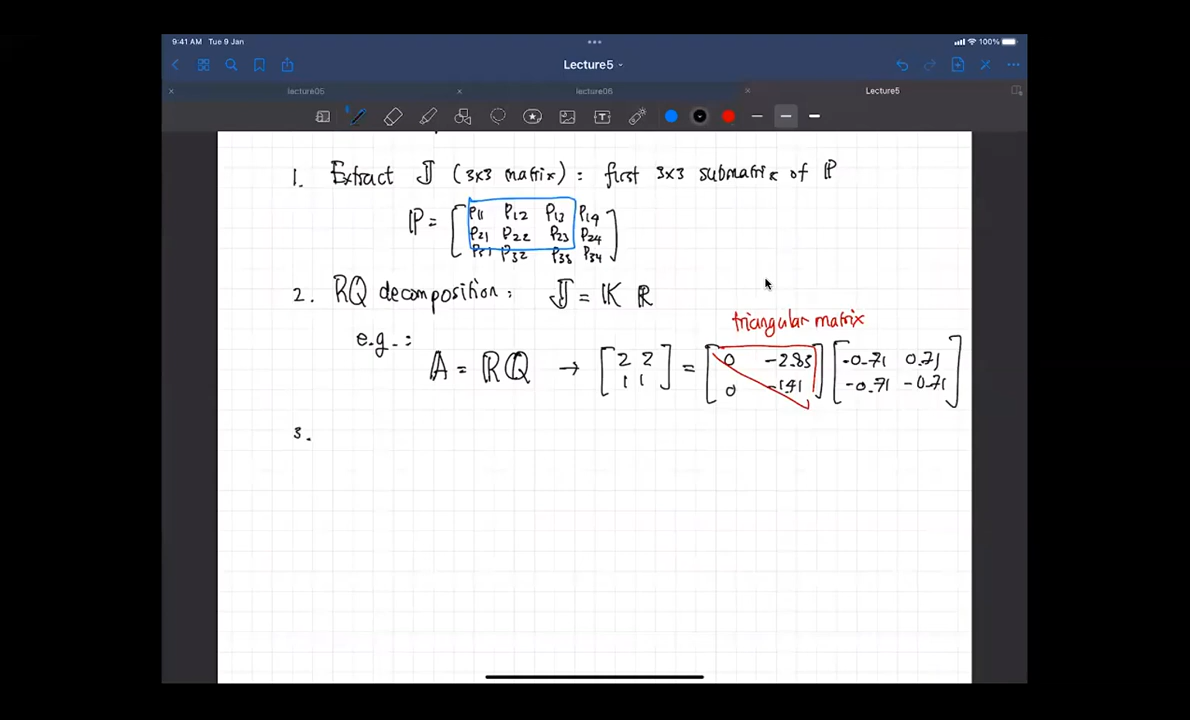 9:41 AM Tue 9 Jan
100%
Lecture5
lecture05
lecture06
Lecture5
1. Extract 𝕁 (3x3 matrix) : first 3x3 submatrix of ℙ
ℙ = [ P11 P12 P13 P14
P21 P22 P23 P24
P31 P32 P33 P34 ]
2. RQ decomposition : 𝕁 = 𝕂 ℝ
triangular matrix
e.g. :
𝔸 = ℝℚ → [ 2 2 ; 1 1 ] = [ 0 -2.83 ; 0 -1.41 ] [ -0.71 0.71 ; -0.71 -0.71 ]
3.